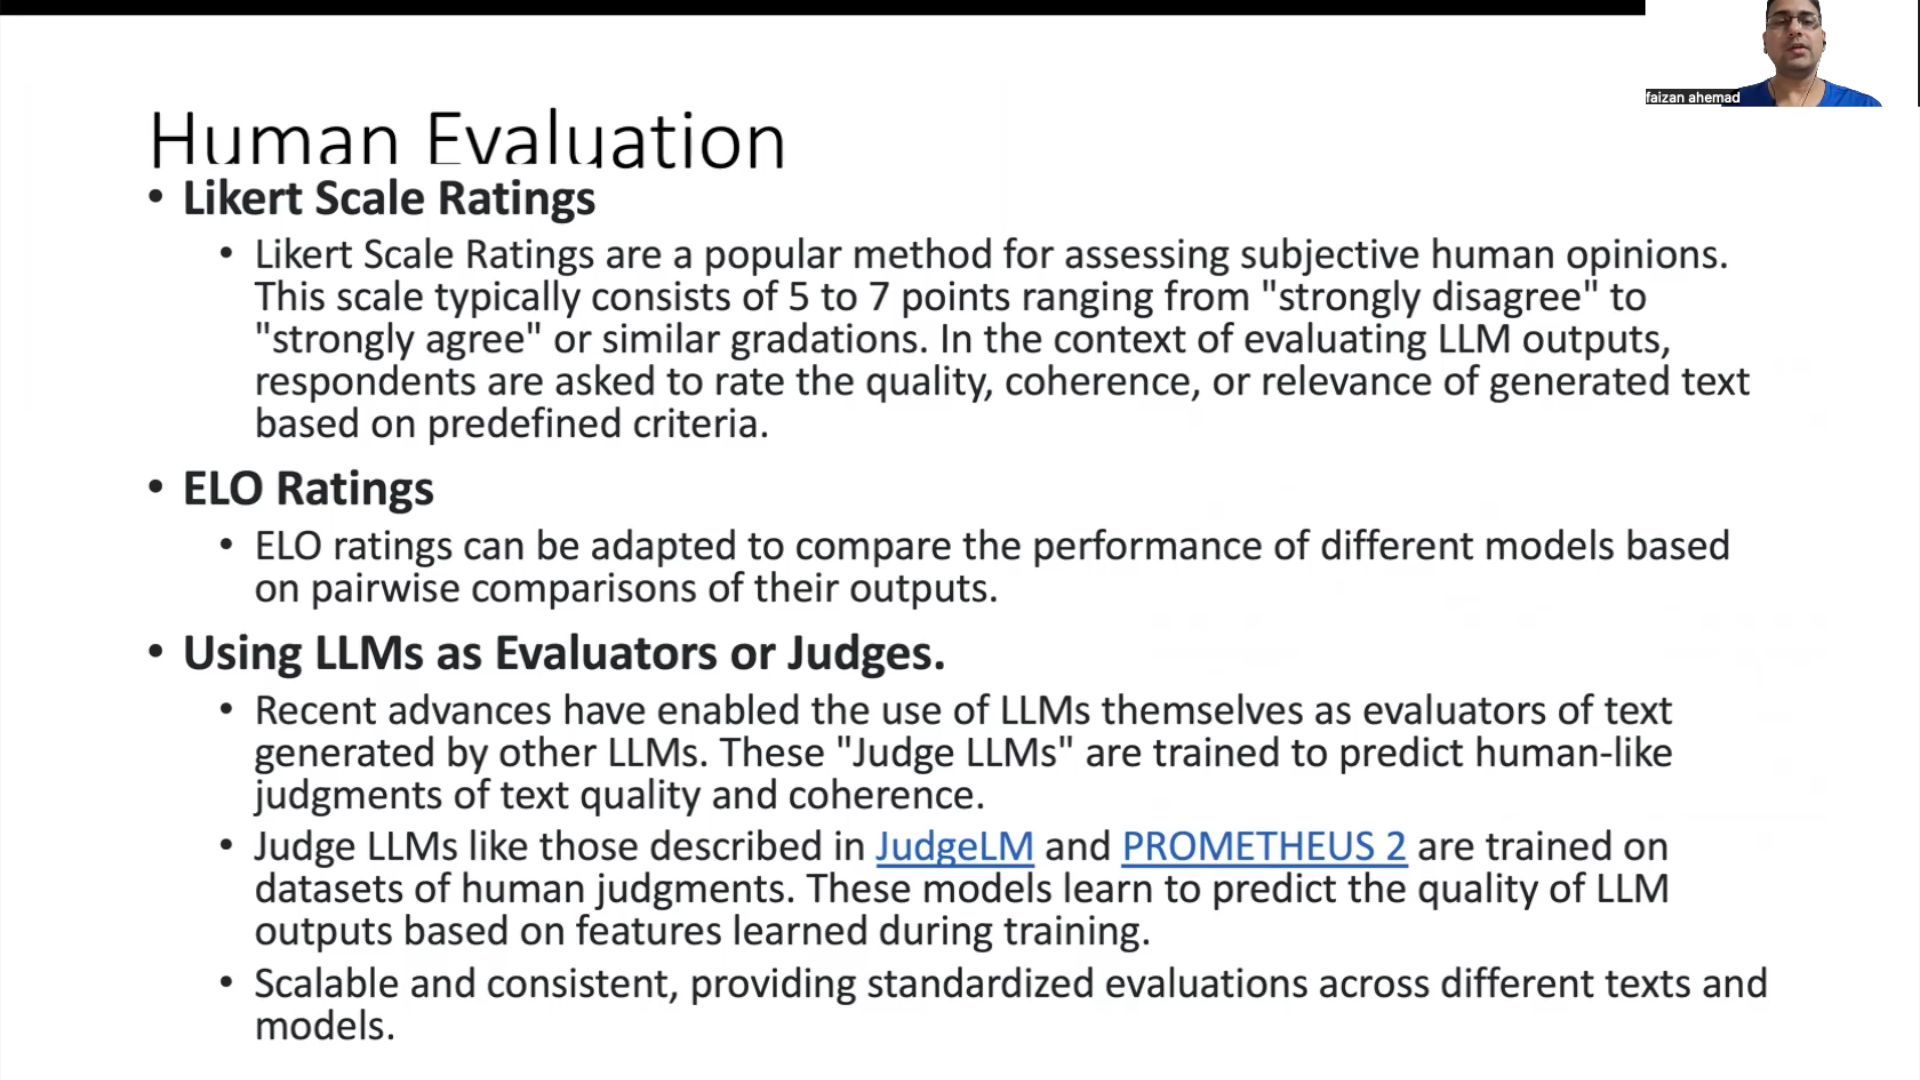 faizan ahemad
Human Evaluation
• Likert Scale Ratings
• Likert Scale Ratings are a popular method for assessing subjective human opinions.
This scale typically consists of 5 to 7 points ranging from "strongly disagree" to
"strongly agree" or similar gradations. In the context of evaluating LLM outputs,
respondents are asked to rate the quality, coherence, or relevance of generated text
based on predefined criteria.
• ELO Ratings
• ELO ratings can be adapted to compare the performance of different models based
on pairwise comparisons of their outputs.
• Using LLMs as Evaluators or Judges.
• Recent advances have enabled the use of LLMs themselves as evaluators of text
generated by other LLMs. These "Judge LLMs" are trained to predict human-like
judgments of text quality and coherence.
• Judge LLMs like those described in JudgeLM and PROMETHEUS 2 are trained on
datasets of human judgments. These models learn to predict the quality of LLM
outputs based on features learned during training.
• Scalable and consistent, providing standardized evaluations across different texts and
models.